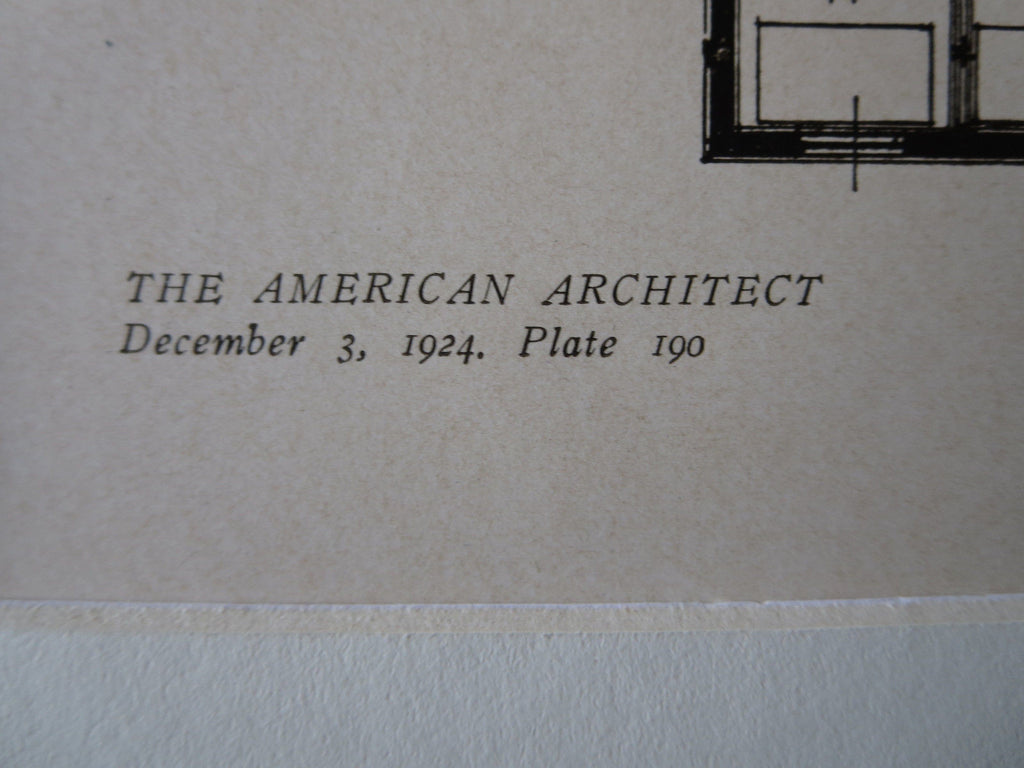 THE AMERICAN ARCHITECT
December 3, 1924. Plate 190